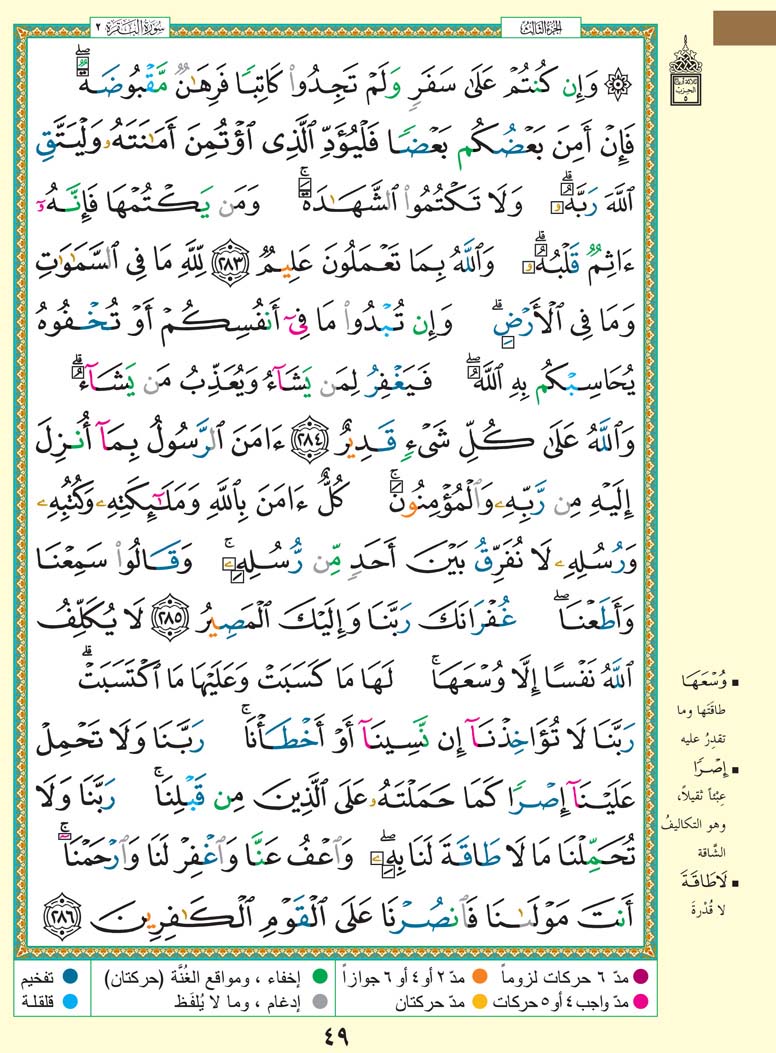 الجزء الثالث
سورة البقرة ٢
ثلاثة أرباع الحزب ٥
۞ وَإِن كُنتُمْ عَلَىٰ سَفَرٍ وَلَمْ تَجِدُوا۟ كَاتِبًا فَرِهَٰنٌ مَّقْبُوضَةٌ ۖ
فَإِنْ أَمِنَ بَعْضُكُم بَعْضًا فَلْيُؤَدِّ ٱلَّذِى ٱؤْتُمِنَ أَمَٰنَتَهُۥ وَلْيَتَّقِ
ٱللَّهَ رَبَّهُۥ ۗ وَلَا تَكْتُمُوا۟ ٱلشَّهَٰدَةَ ۚ وَمَن يَكْتُمْهَا فَإِنَّهُۥٓ
ءَاثِمٌ قَلْبُهُۥ ۗ وَٱللَّهُ بِمَا تَعْمَلُونَ عَلِيمٌ ﴿٢٨٣﴾ لِّلَّهِ مَا فِى ٱلسَّمَٰوَٰتِ
وَمَا فِى ٱلْأَرْضِ ۗ وَإِن تُبْدُوا۟ مَا فِىٓ أَنفُسِكُمْ أَوْ تُخْفُوهُ
يُحَاسِبْكُم بِهِ ٱللَّهُ ۖ فَيَغْفِرُ لِمَن يَشَآءُ وَيُعَذِّبُ مَن يَشَآءُ ۗ
وَٱللَّهُ عَلَىٰ كُلِّ شَىْءٍ قَدِيرٌ ﴿٢٨٤﴾ ءَامَنَ ٱلرَّسُولُ بِمَآ أُنزِلَ
إِلَيْهِ مِن رَّبِّهِۦ وَٱلْمُؤْمِنُونَ ۚ كُلٌّ ءَامَنَ بِٱللَّهِ وَمَلَٰٓئِكَتِهِۦ وَكُتُبِهِۦ
وَرُسُلِهِۦ لَا نُفَرِّقُ بَيْنَ أَحَدٍ مِّن رُّسُلِهِۦ ۚ وَقَالُوا۟ سَمِعْنَا
وَأَطَعْنَا ۖ غُفْرَانَكَ رَبَّنَا وَإِلَيْكَ ٱلْمَصِيرُ ﴿٢٨٥﴾ لَا يُكَلِّفُ
ٱللَّهُ نَفْسًا إِلَّا وُسْعَهَا ۚ لَهَا مَا كَسَبَتْ وَعَلَيْهَا مَا ٱكْتَسَبَتْ ۗ
رَبَّنَا لَا تُؤَاخِذْنَآ إِن نَّسِينَآ أَوْ أَخْطَأْنَا ۚ رَبَّنَا وَلَا تَحْمِلْ
عَلَيْنَآ إِصْرًا كَمَا حَمَلْتَهُۥ عَلَى ٱلَّذِينَ مِن قَبْلِنَا ۚ رَبَّنَا وَلَا
تُحَمِّلْنَا مَا لَا طَاقَةَ لَنَا بِهِۦ ۖ وَٱعْفُ عَنَّا وَٱغْفِرْ لَنَا وَٱرْحَمْنَآ ۚ
أَنتَ مَوْلَىٰنَا فَٱنصُرْنَا عَلَى ٱلْقَوْمِ ٱلْكَٰفِرِينَ ﴿٢٨٦﴾
▪ وُسْعَهَا
طاقتَها وما
تقدِرُ عليه
▪ إِصْرًا
عِبْئاً ثقيلاً،
وهو التكاليفُ
الشَّاقة
▪ لَا طَاقَةَ
لا قُدْرةَ
● مدّ ٦ حركات لزوماً ● مدّ ٢ أو ٤ أو ٦ جوازاً ● إخفاء ، ومواقع الغُنَّة (حركتان) ● تفخيم
● مدّ واجب ٤ أو ٥ حركات ● مدّ حركتان ● إدغام ، وما لا يُلفَظ ● قلقلة
٤٩